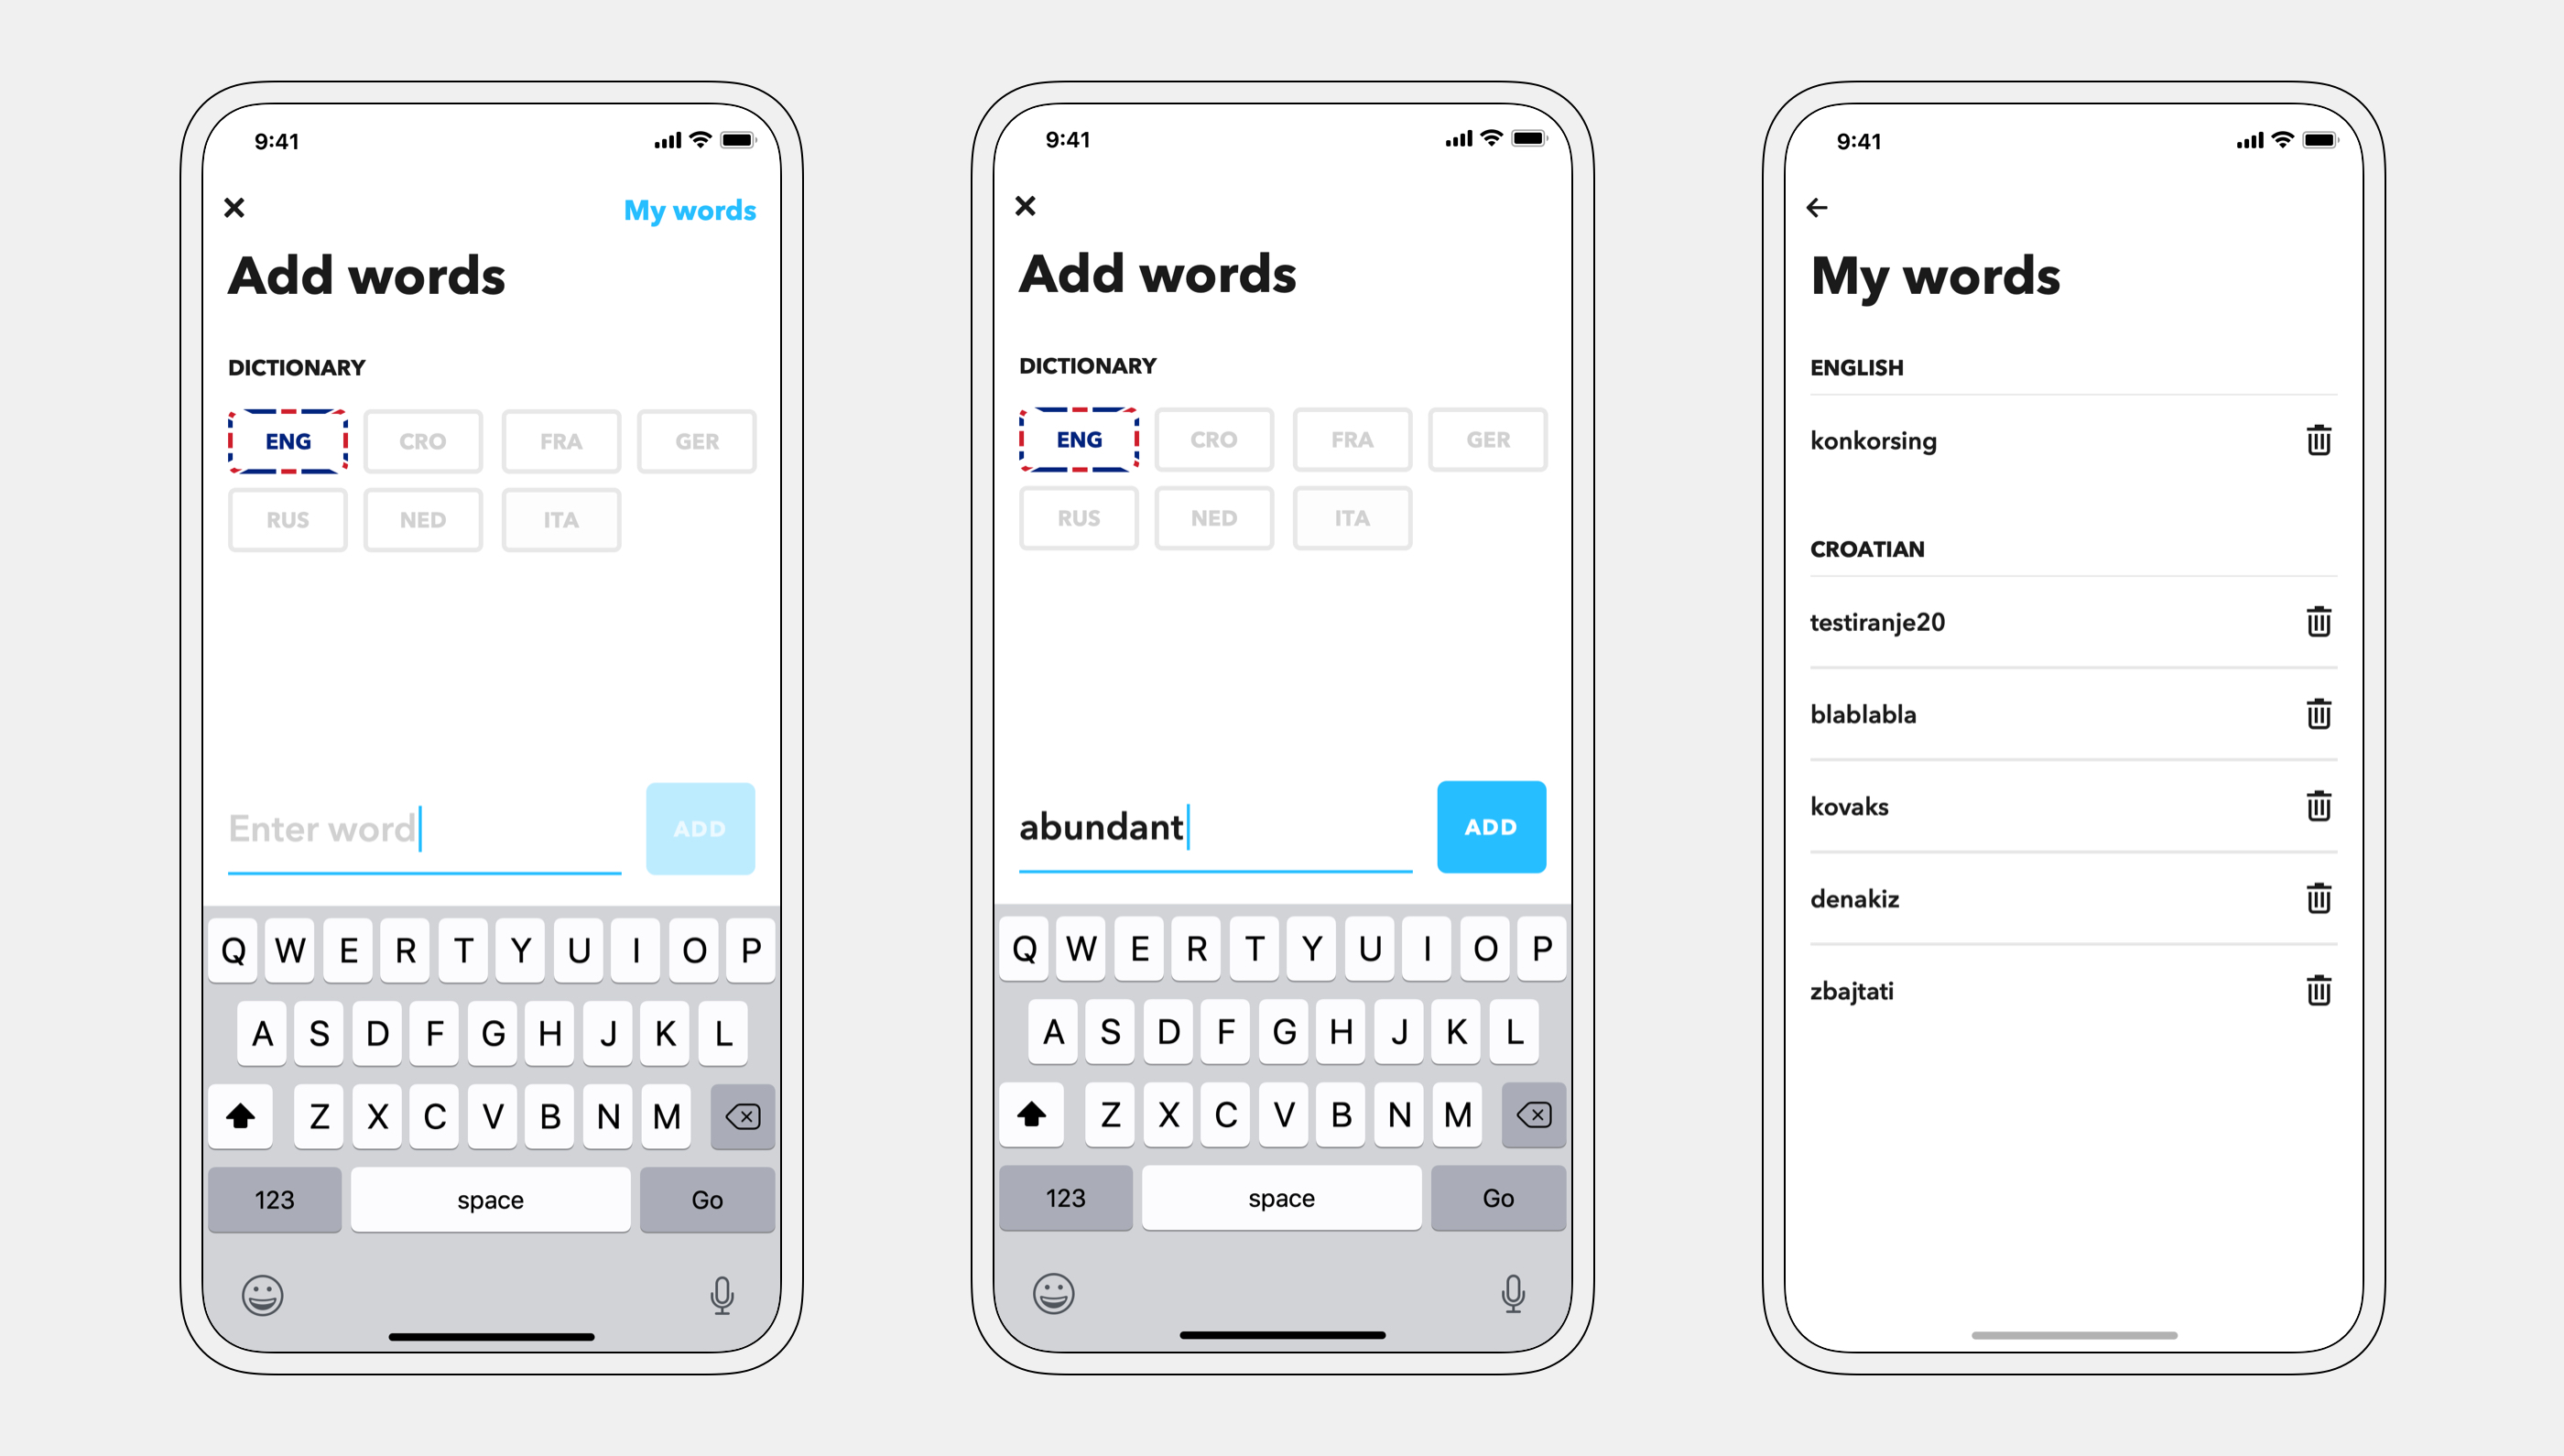 9:41
My words
Add words
DICTIONARY
ENG CRO FRA GER
RUS NED ITA
Enter word ADD
Q W E R T Y U I O P
A S D F G H J K L
Z X C V B N M
123 space Go
9:41
Add words
DICTIONARY
ENG CRO FRA GER
RUS NED ITA
abundant ADD
Q W E R T Y U I O P
A S D F G H J K L
Z X C V B N M
123 space Go
9:41
My words
ENGLISH
konkorsing
CROATIAN
testiranje20
blablabla
kovaks
denakiz
zbajtati